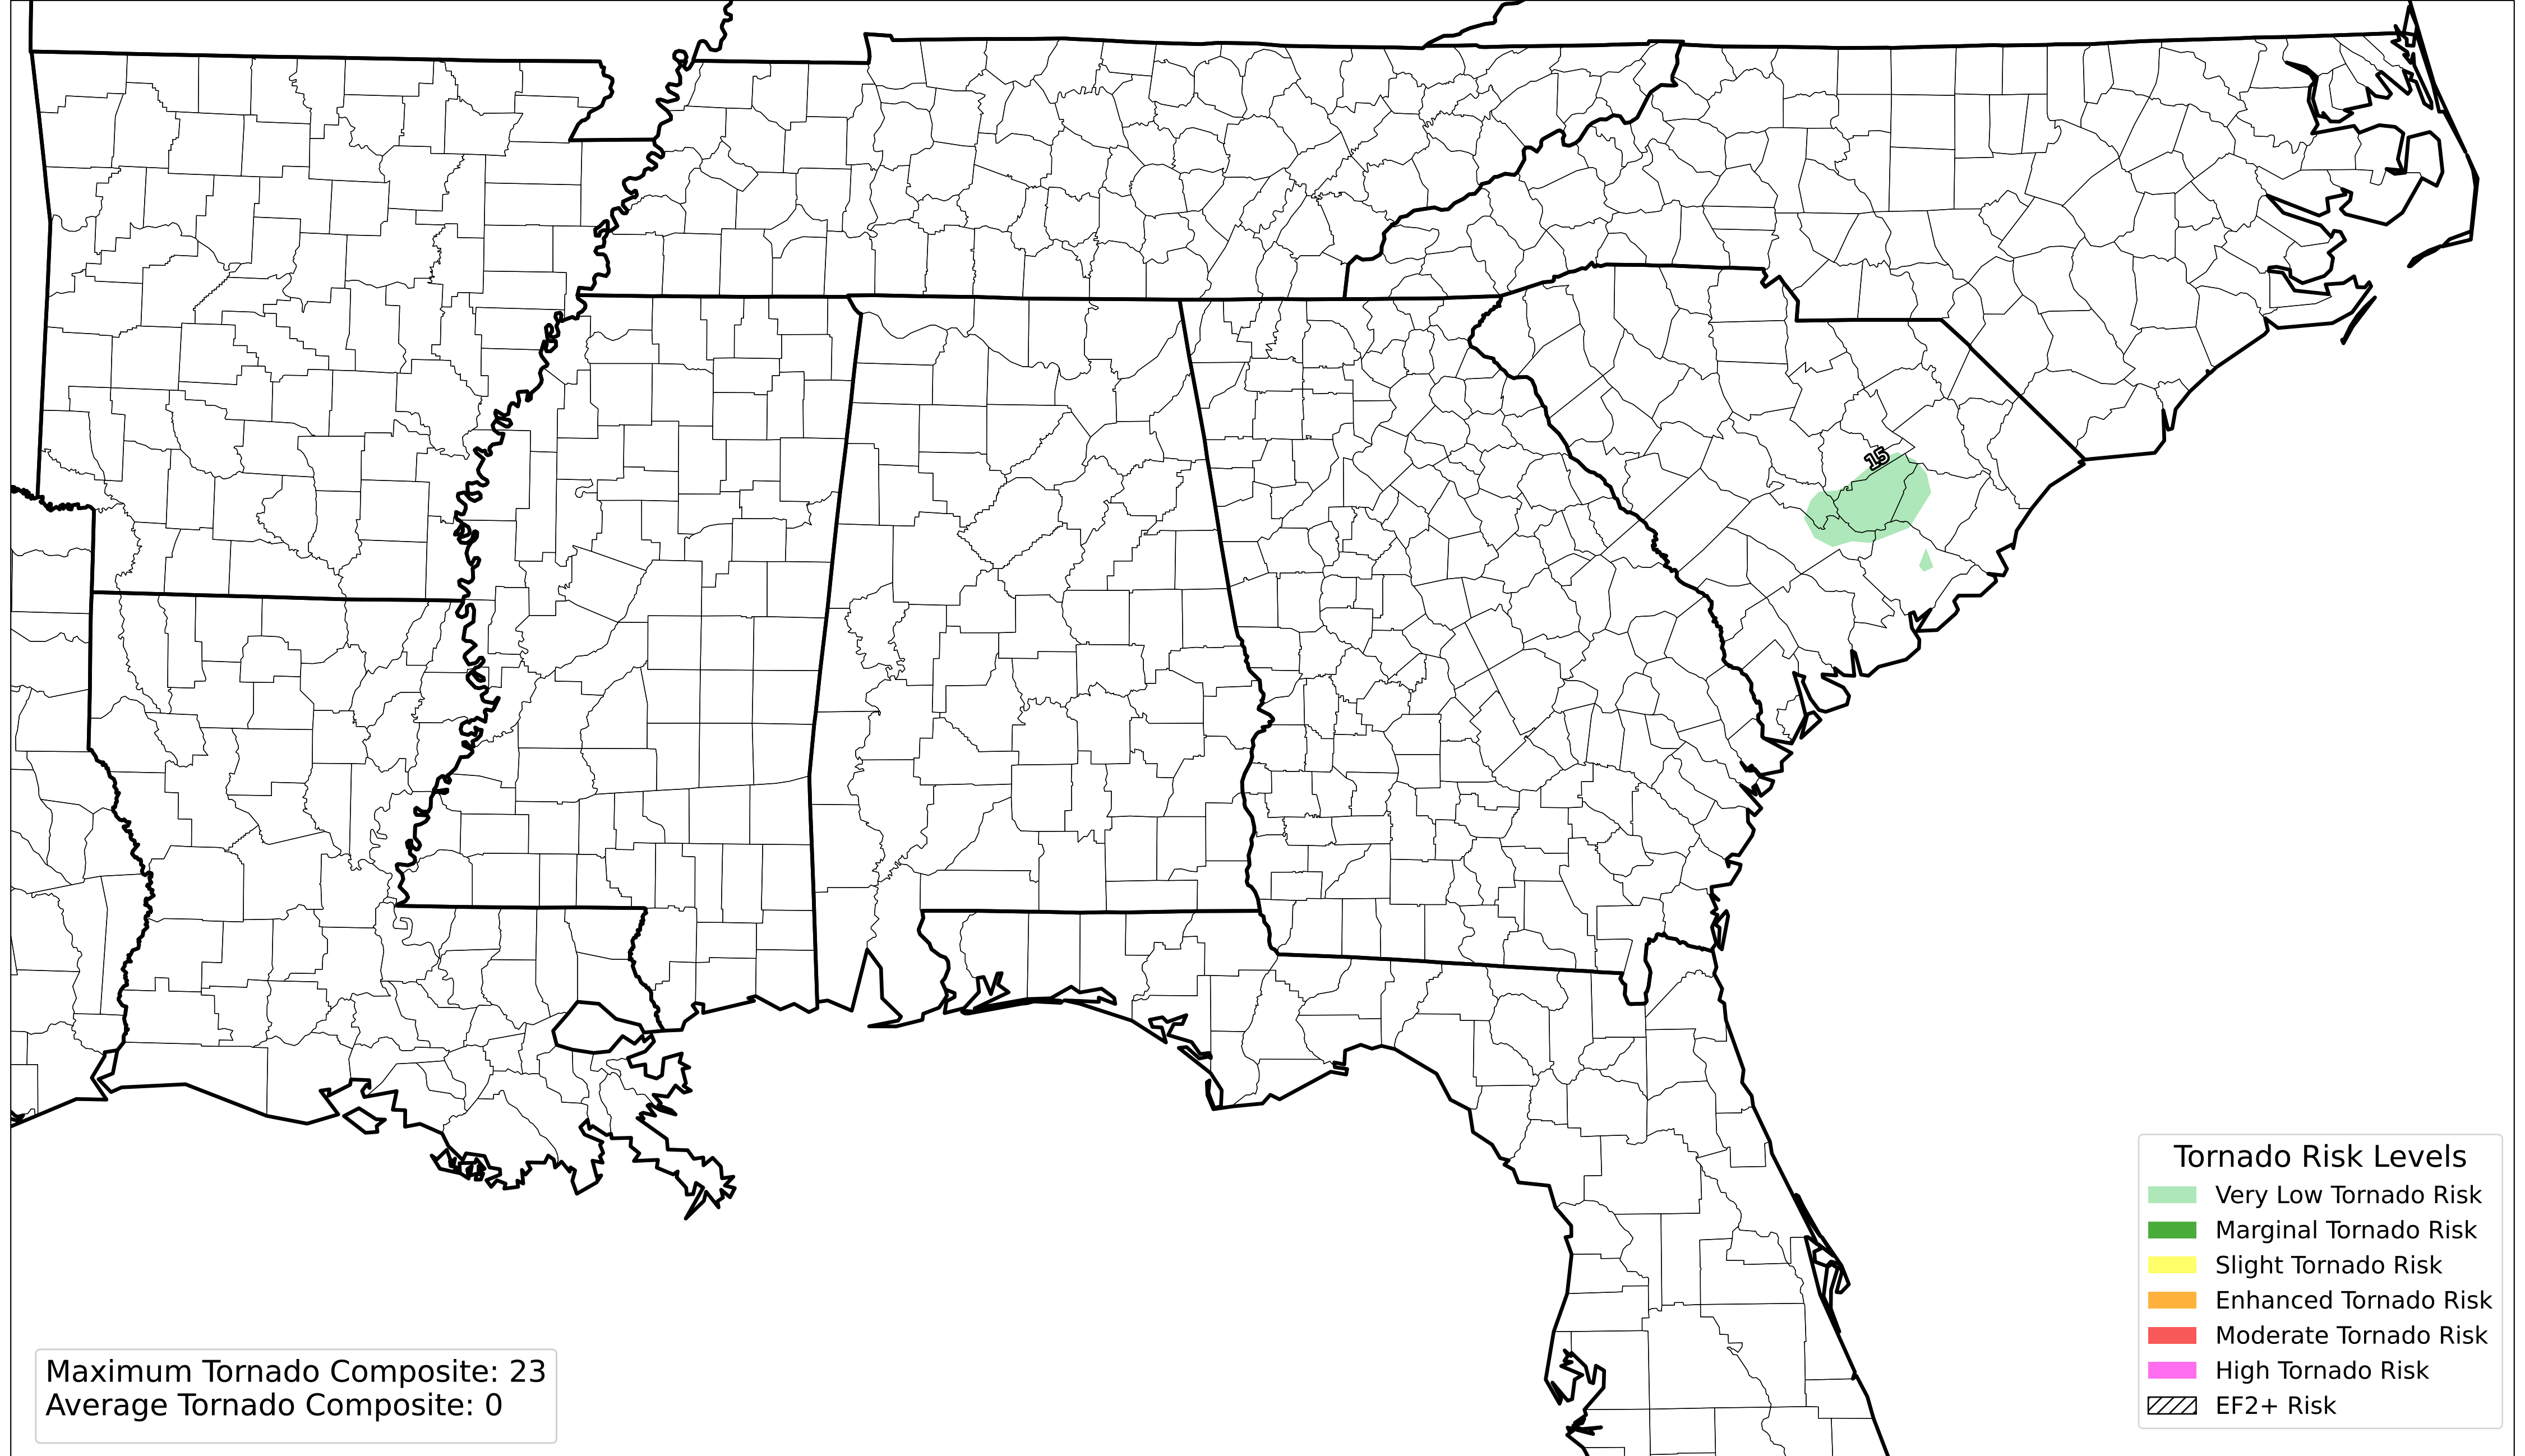 15
Tornado Risk Levels
Very Low Tornado Risk
Marginal Tornado Risk
Slight Tornado Risk
Enhanced Tornado Risk
Moderate Tornado Risk
High Tornado Risk
EF2+ Risk
Maximum Tornado Composite: 23
Average Tornado Composite: 0